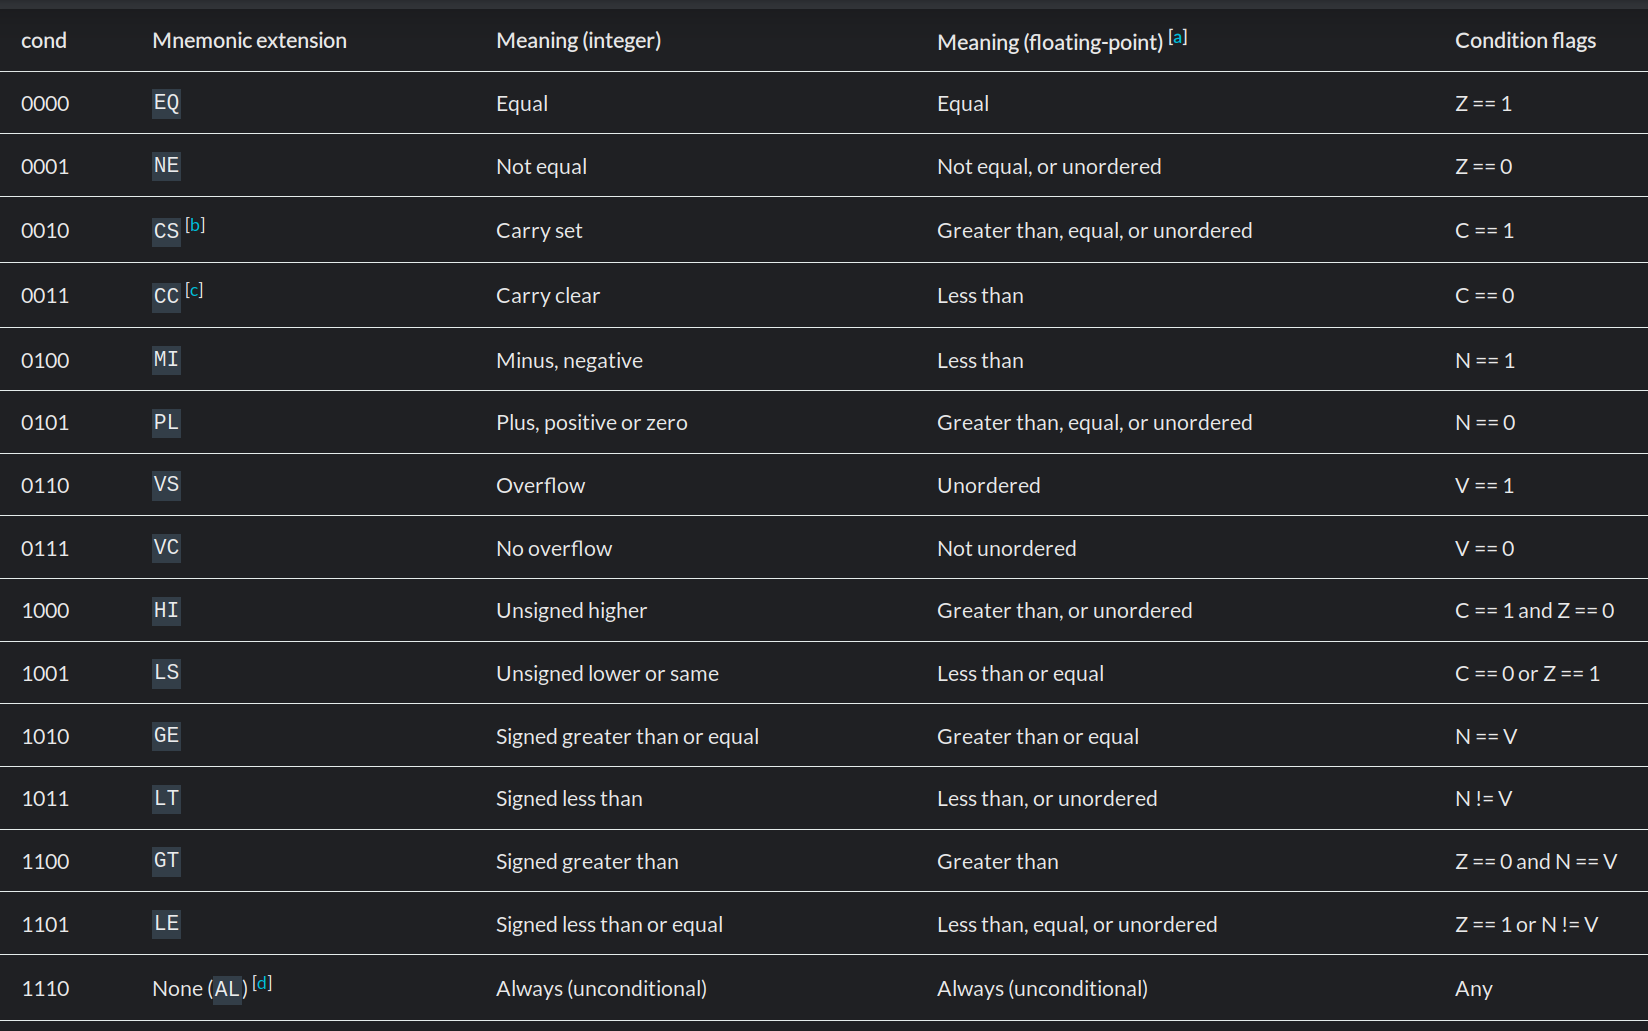 cond Mnemonic extension Meaning (integer) Meaning (floating-point) [a] Condition flags
0000 EQ Equal Equal Z == 1
0001 NE Not equal Not equal, or unordered Z == 0
0010 CS [b] Carry set Greater than, equal, or unordered C == 1
0011 CC [c] Carry clear Less than C == 0
0100 MI Minus, negative Less than N == 1
0101 PL Plus, positive or zero Greater than, equal, or unordered N == 0
0110 VS Overflow Unordered V == 1
0111 VC No overflow Not unordered V == 0
1000 HI Unsigned higher Greater than, or unordered C == 1 and Z == 0
1001 LS Unsigned lower or same Less than or equal C == 0 or Z == 1
1010 GE Signed greater than or equal Greater than or equal N == V
1011 LT Signed less than Less than, or unordered N != V
1100 GT Signed greater than Greater than Z == 0 and N == V
1101 LE Signed less than or equal Less than, equal, or unordered Z == 1 or N != V
1110 None (AL) [d] Always (unconditional) Always (unconditional) Any